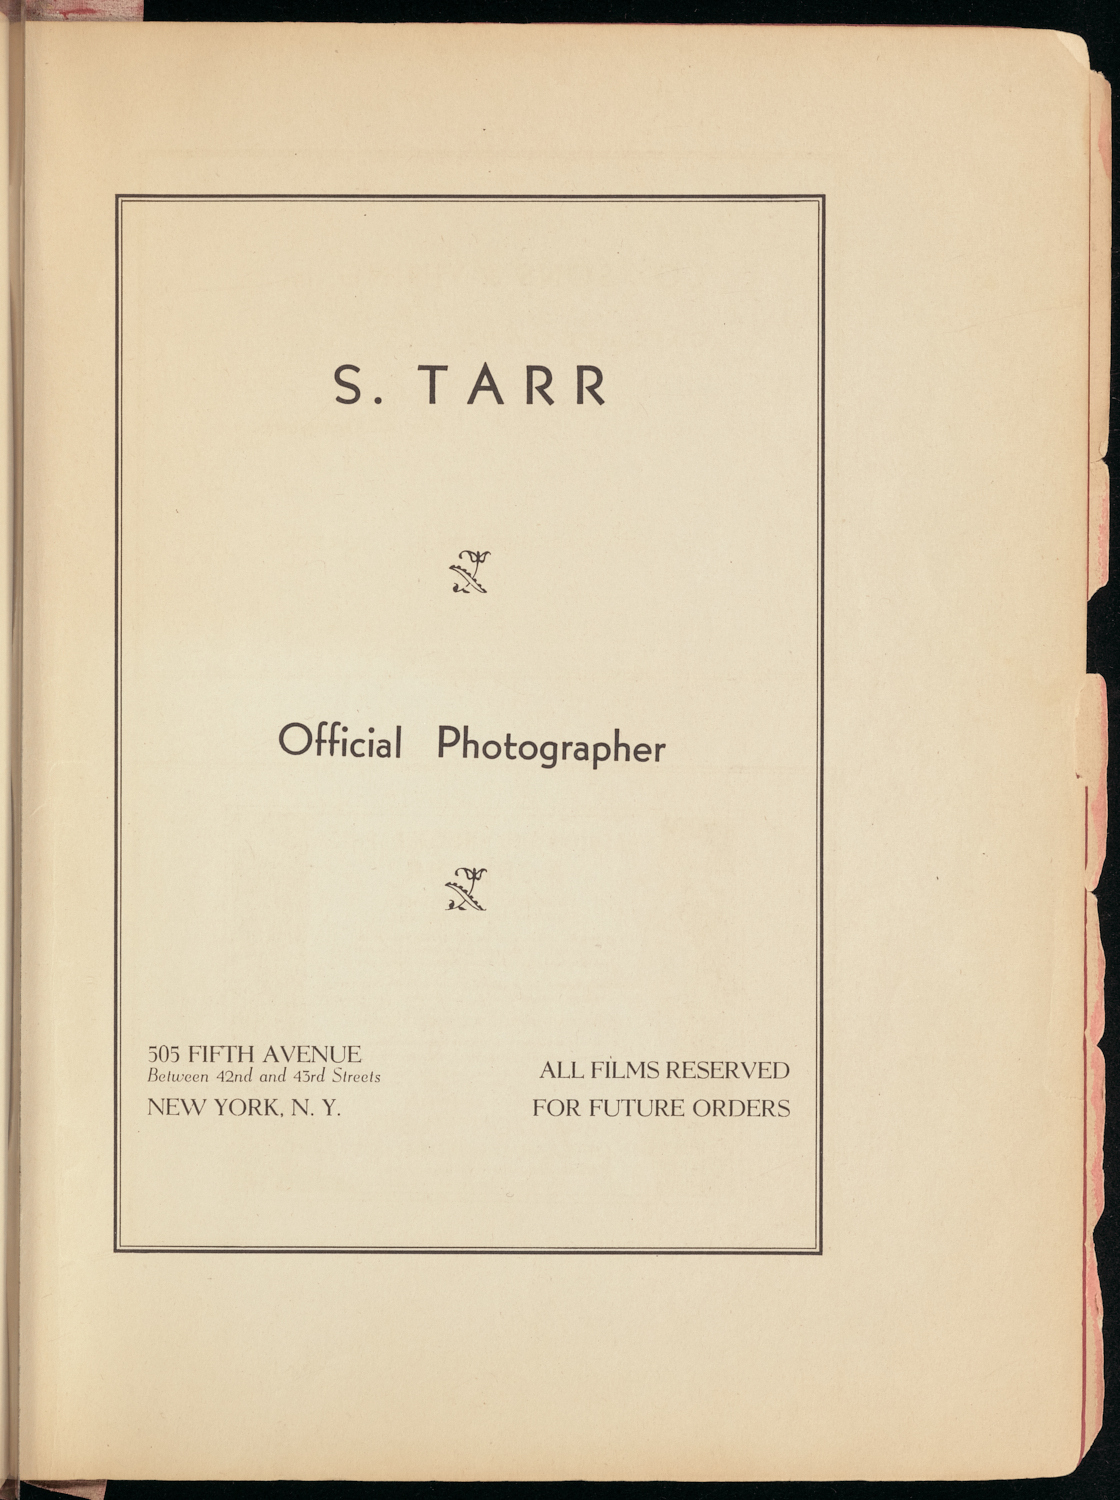 S. TARR
Official Photographer
505 FIFTH AVENUE
Between 42nd and 43rd Streets
NEW YORK, N. Y.
ALL FILMS RESERVED
FOR FUTURE ORDERS